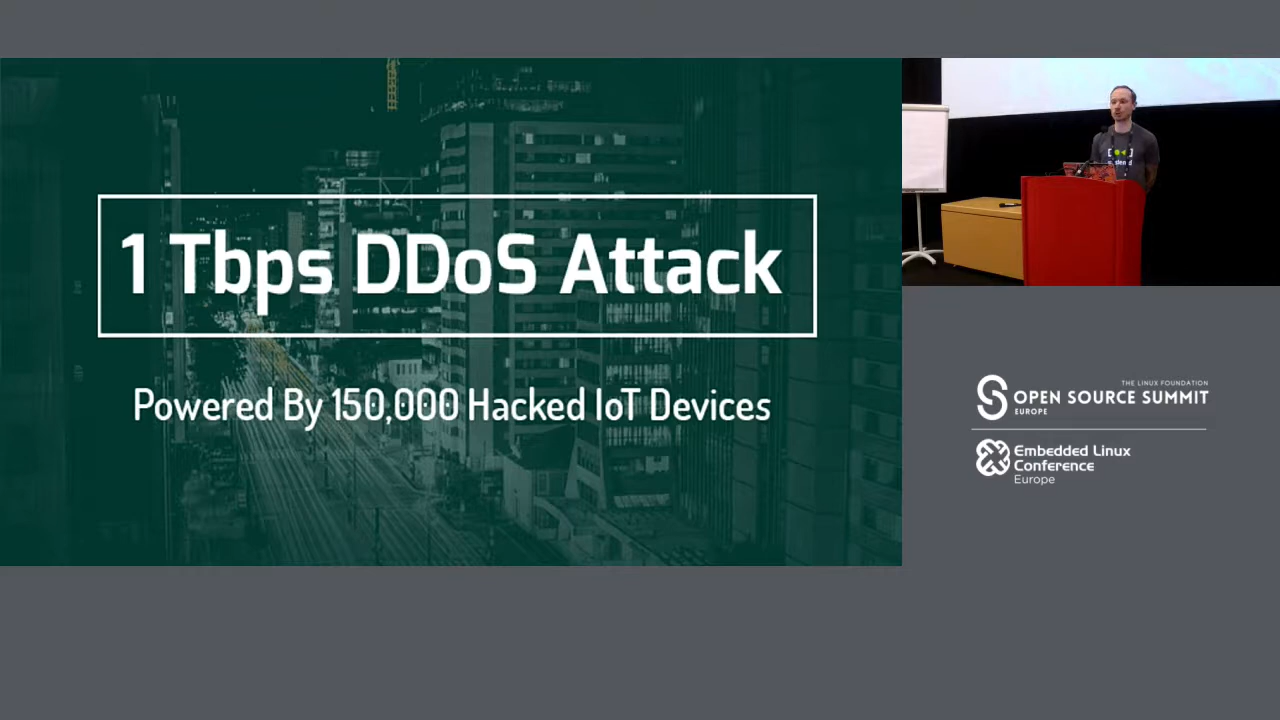 1 Tbps DDoS Attack
Powered By 150,000 Hacked IoT Devices
THE LINUX FOUNDATION
OPEN SOURCE SUMMIT
EUROPE
Embedded Linux
Conference
Europe